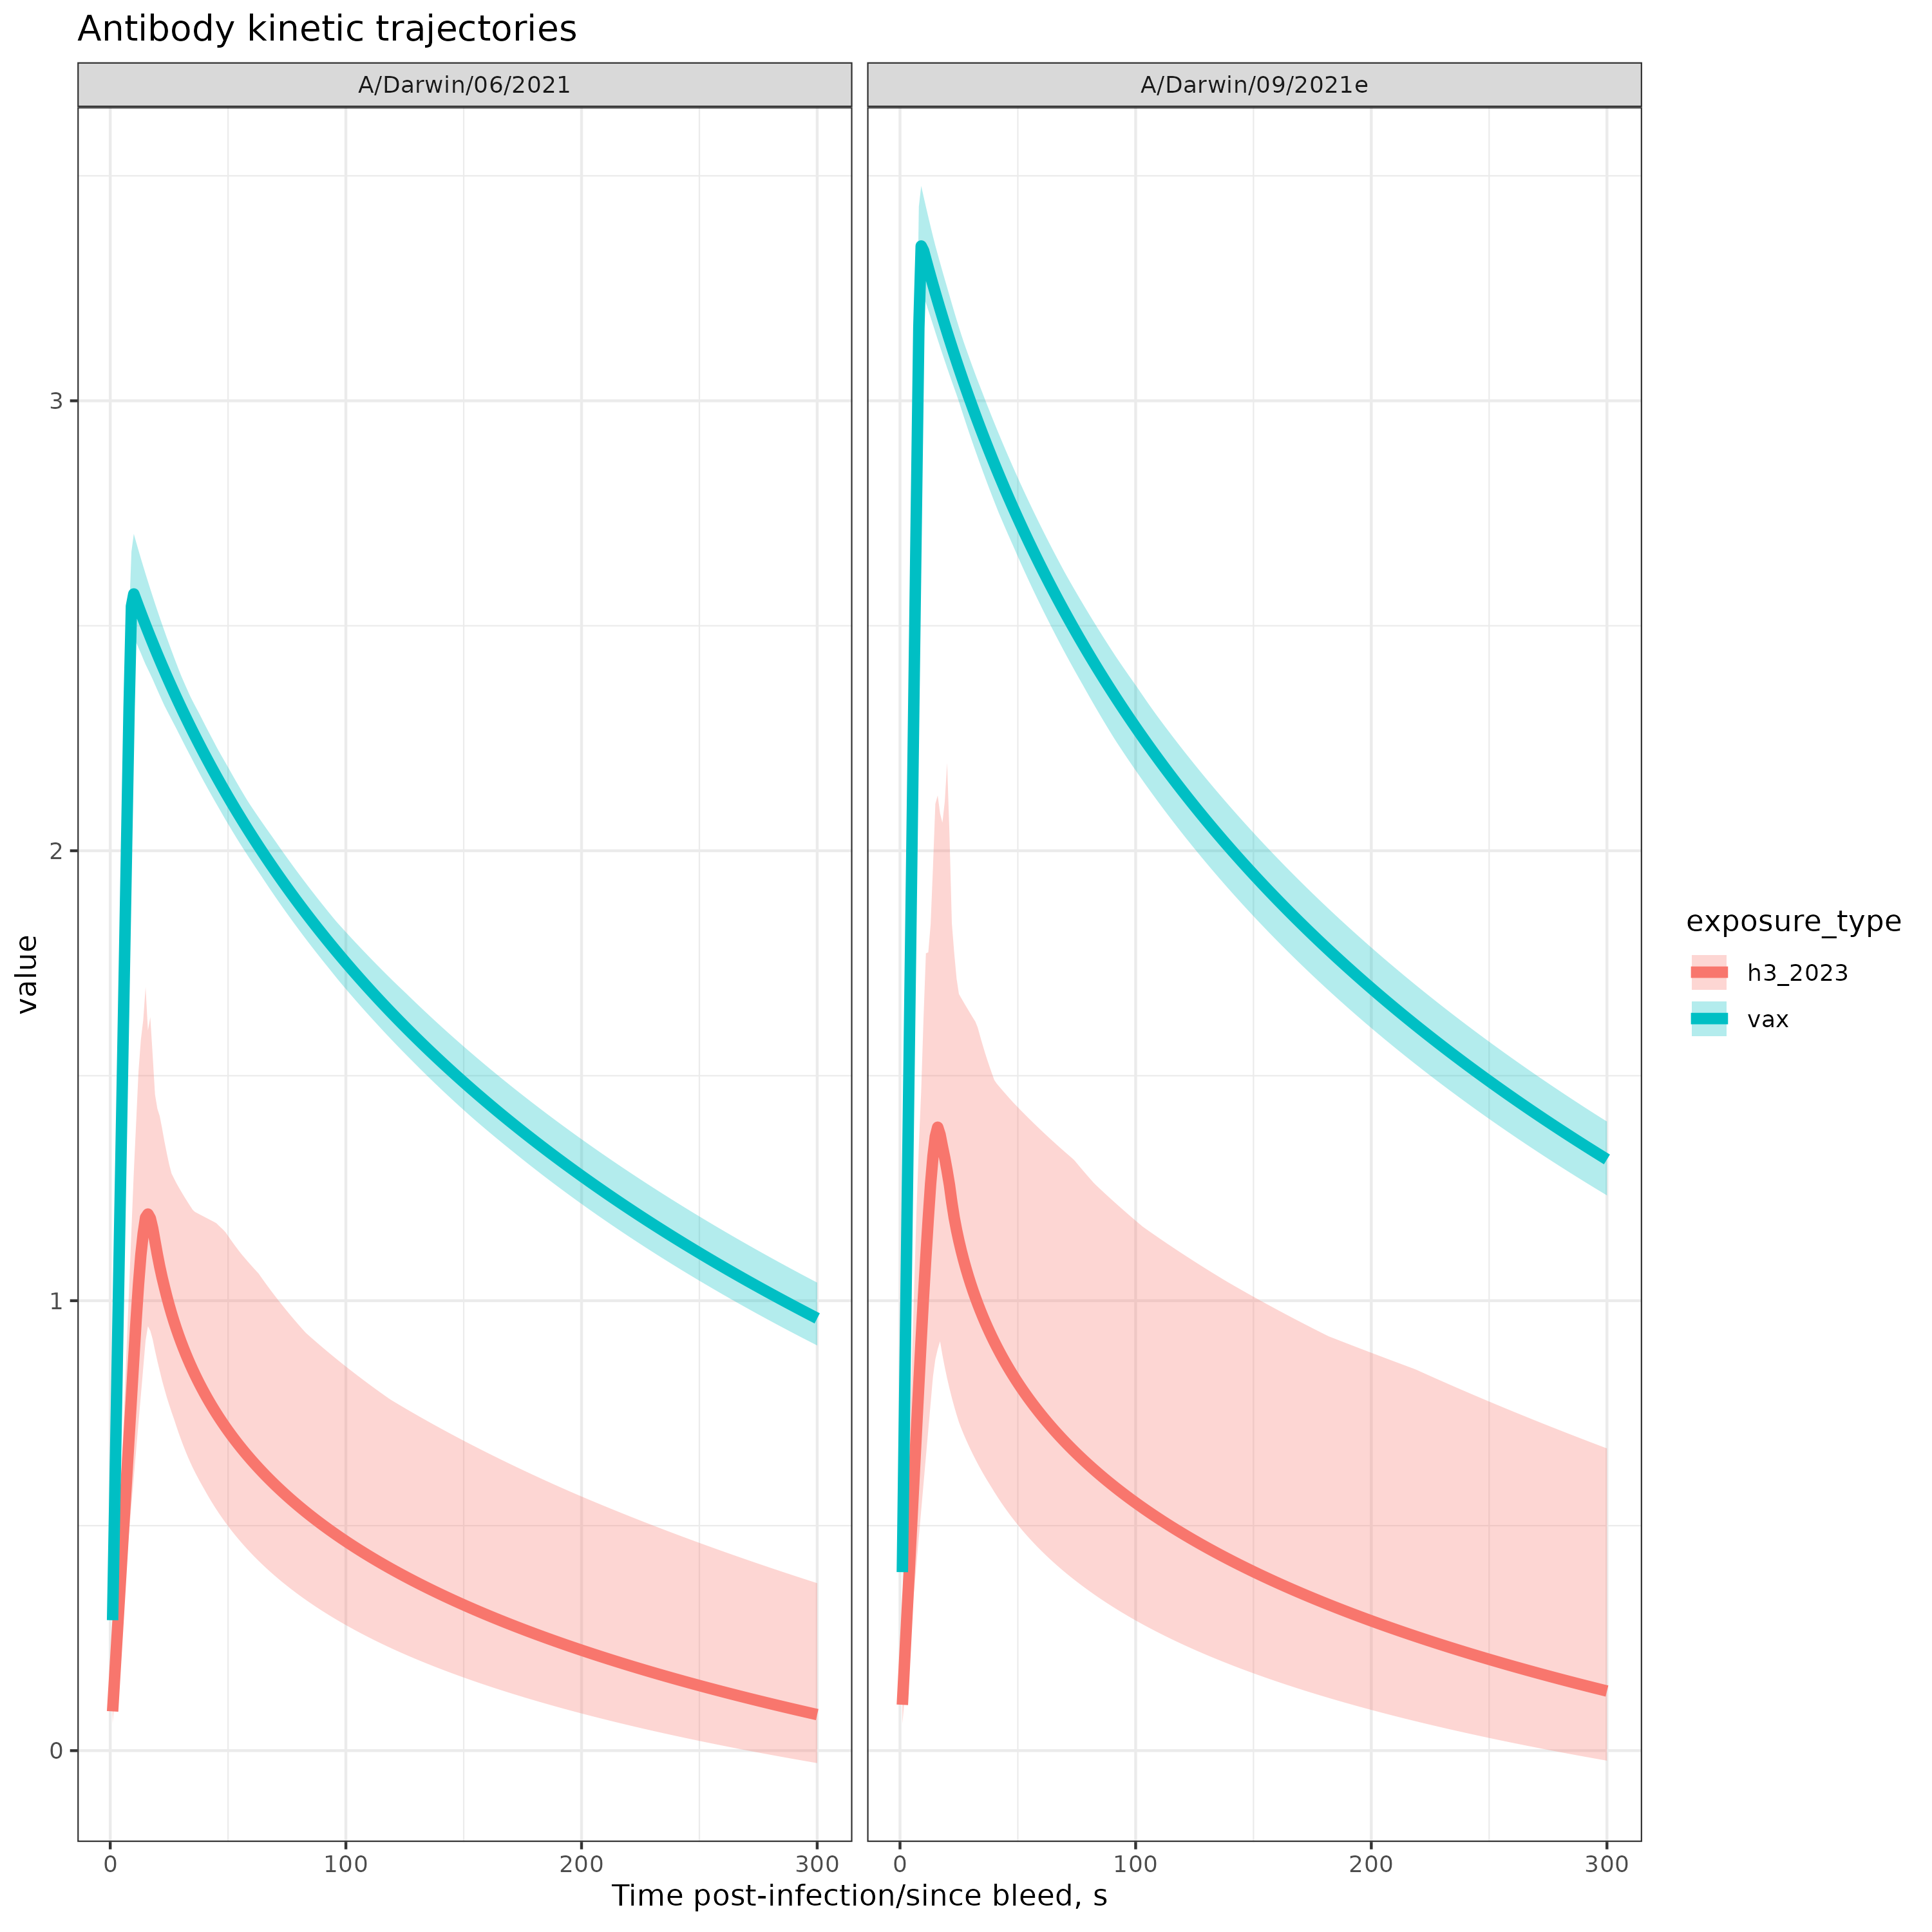 Antibody kinetic trajectories
A/Darwin/06/2021
A/Darwin/09/2021e
value
3
2
1
0
0 100 200 300
0 100 200 300
Time post-infection/since bleed, s
exposure_type
h3_2023
vax